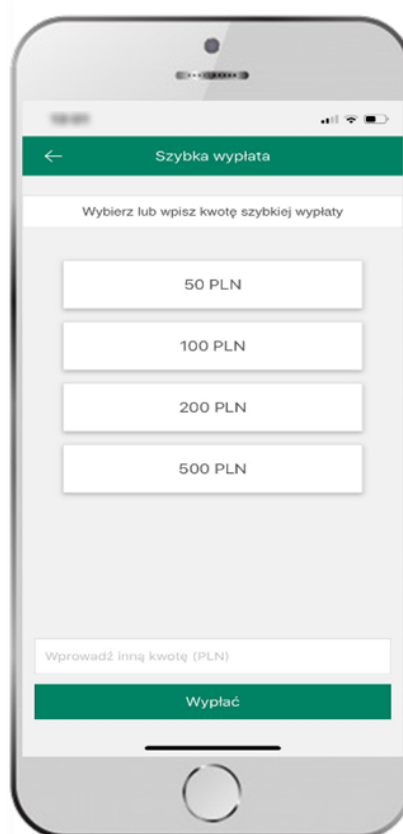 Szybka wypłata
Wybierz lub wpisz kwotę szybkiej wypłaty
50 PLN
100 PLN
200 PLN
500 PLN
Wprowadź inną kwotę (PLN)
Wypłać